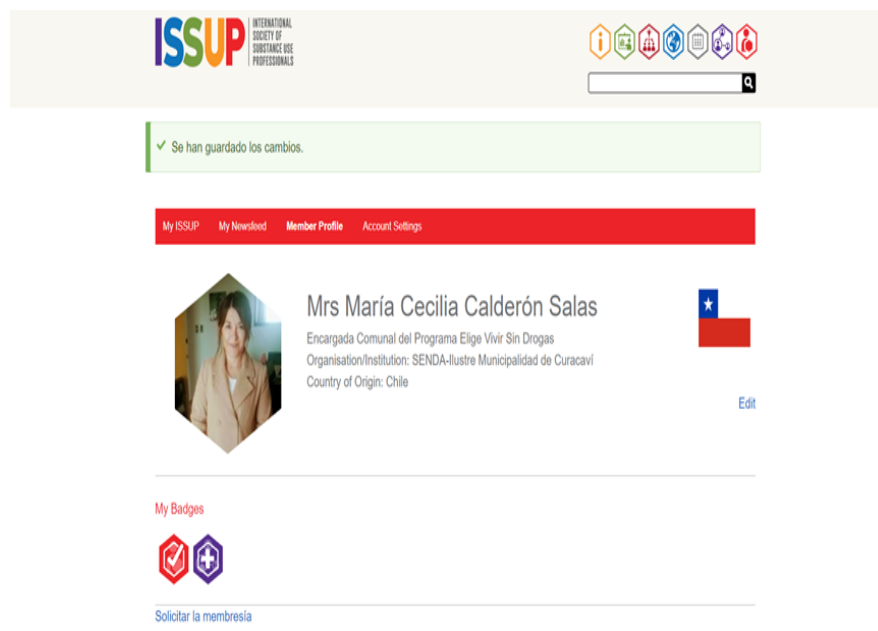 ISSUP
INTERNATIONAL
SOCIETY OF
SUBSTANCE USE
PROFESSIONALS
Se han guardado los cambios.
My ISSUP My Newsfeed Member Profile Account Settings
Mrs María Cecilia Calderón Salas
Encargada Comunal del Programa Elige Vivir Sin Drogas
Organisation/Institution: SENDA-Ilustre Municipalidad de Curacaví
Country of Origin: Chile
Edit
My Badges
Solicitar la membresía